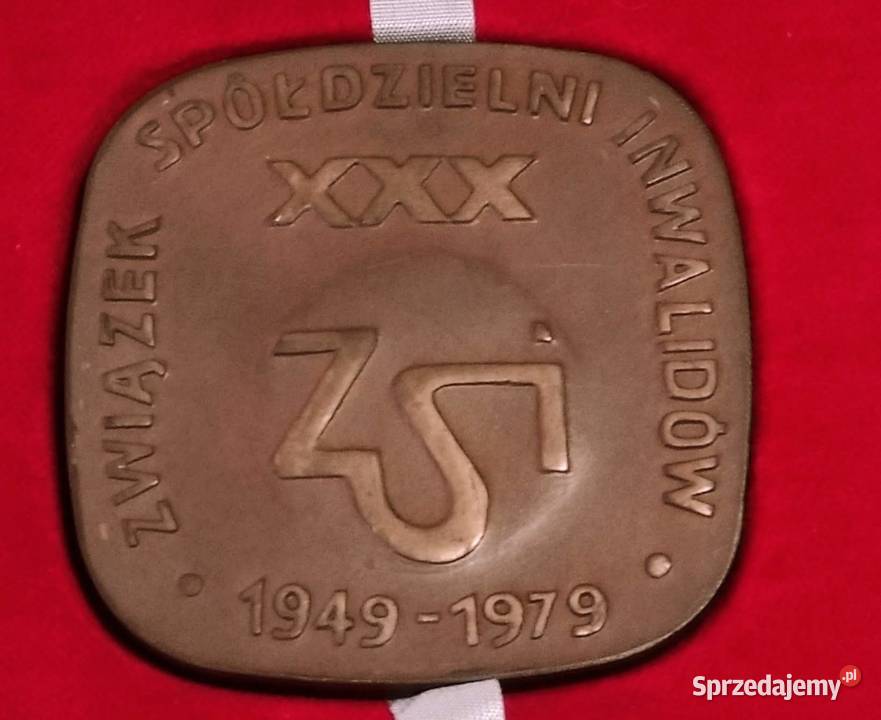 ZWIĄZEK SPÓŁDZIELNI INWALIDÓW
XXX
ZSi
1949-1979
Sprzedajemy.pl